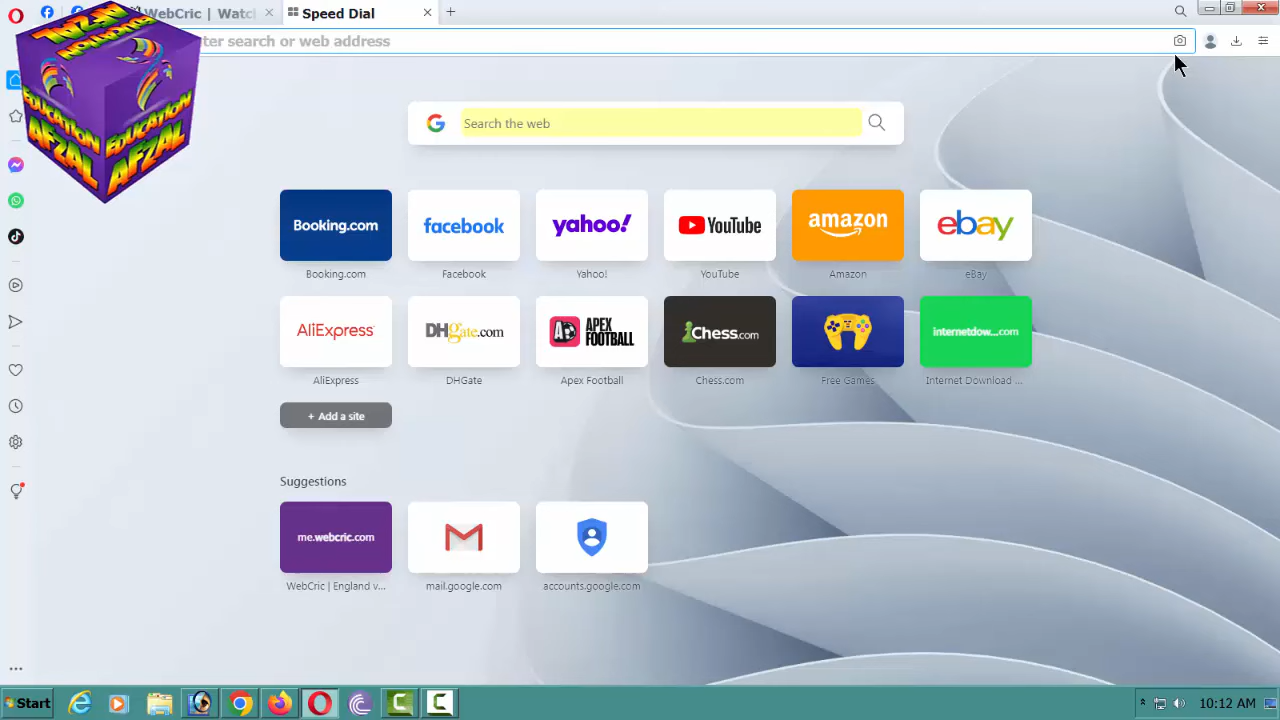 WebCric | Watc
Speed Dial
ter search or web address
EDUCATION
AFZAL
EDUCATION
AFZAL
Search the web
Booking.com
facebook
yahoo!
YouTube
amazon
ebay
Booking.com
Facebook
Yahoo!
YouTube
Amazon
eBay
AliExpress
DHgate.com
APEX
FOOTBALL
Chess.com
internetdow...com
AliExpress
DHGate
Apex Football
Chess.com
Free Games
Internet Download ...
+ Add a site
Suggestions
me.webcric.com
WebCric | England v...
mail.google.com
accounts.google.com
Start
10:12 AM